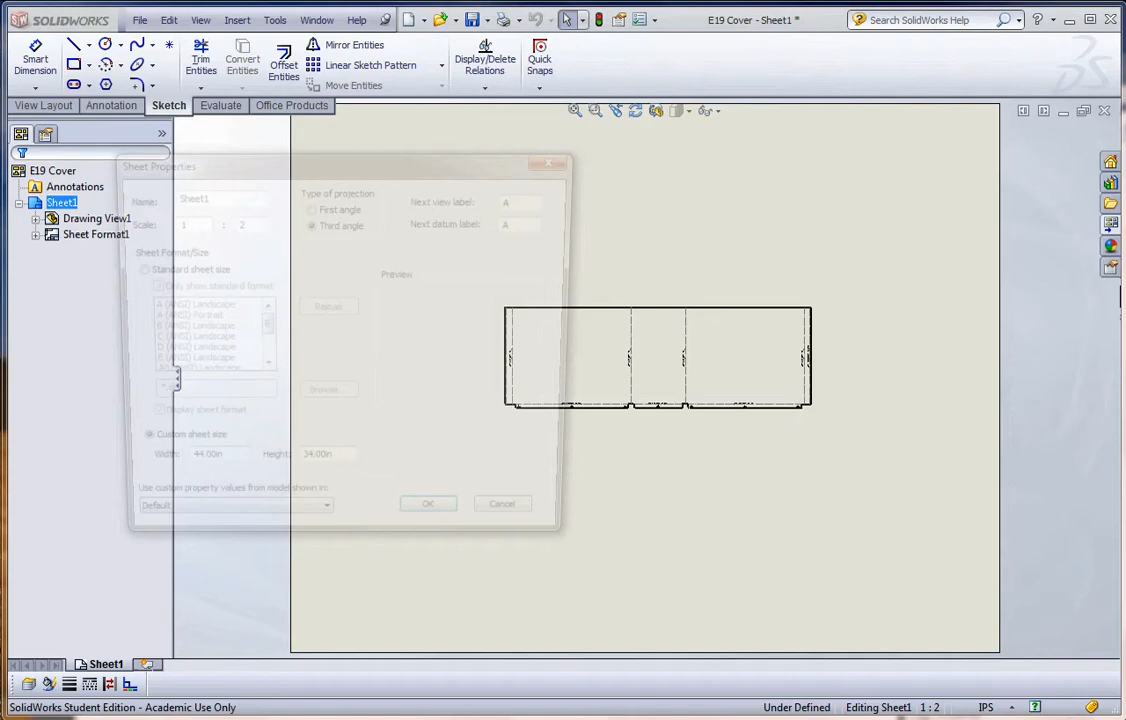 SOLIDWORKS File Edit View Insert Tools Window Help E19 Cover - Sheet1 * Search SolidWorks Help
Smart Dimension
Trim Entities
Convert Entities
Offset Entities
Mirror Entities
Linear Sketch Pattern
Move Entities
Display/Delete Relations
Quick Snaps
View Layout Annotation Sketch Evaluate Office Products
E19 Cover
Annotations
Sheet1
Drawing View1
Sheet Format1
Sheet Properties
Name: Sheet1
Scale: 1 : 2
Type of projection
First angle
Third angle
Next view label: A
Next datum label: A
Sheet Format/Size
Standard sheet size
Only show standard format
A (ANSI) Landscape
A (ANSI) Portrait
B (ANSI) Landscape
C (ANSI) Landscape
D (ANSI) Landscape
E (ANSI) Landscape
Reload
Preview
Browse...
Display sheet format
Custom sheet size
Width: 44.00in Height: 34.00in
Use custom property values from model shown in:
Default
OK Cancel
Sheet1
SolidWorks Student Edition - Academic Use Only Under Defined Editing Sheet1 1 : 2 IPS